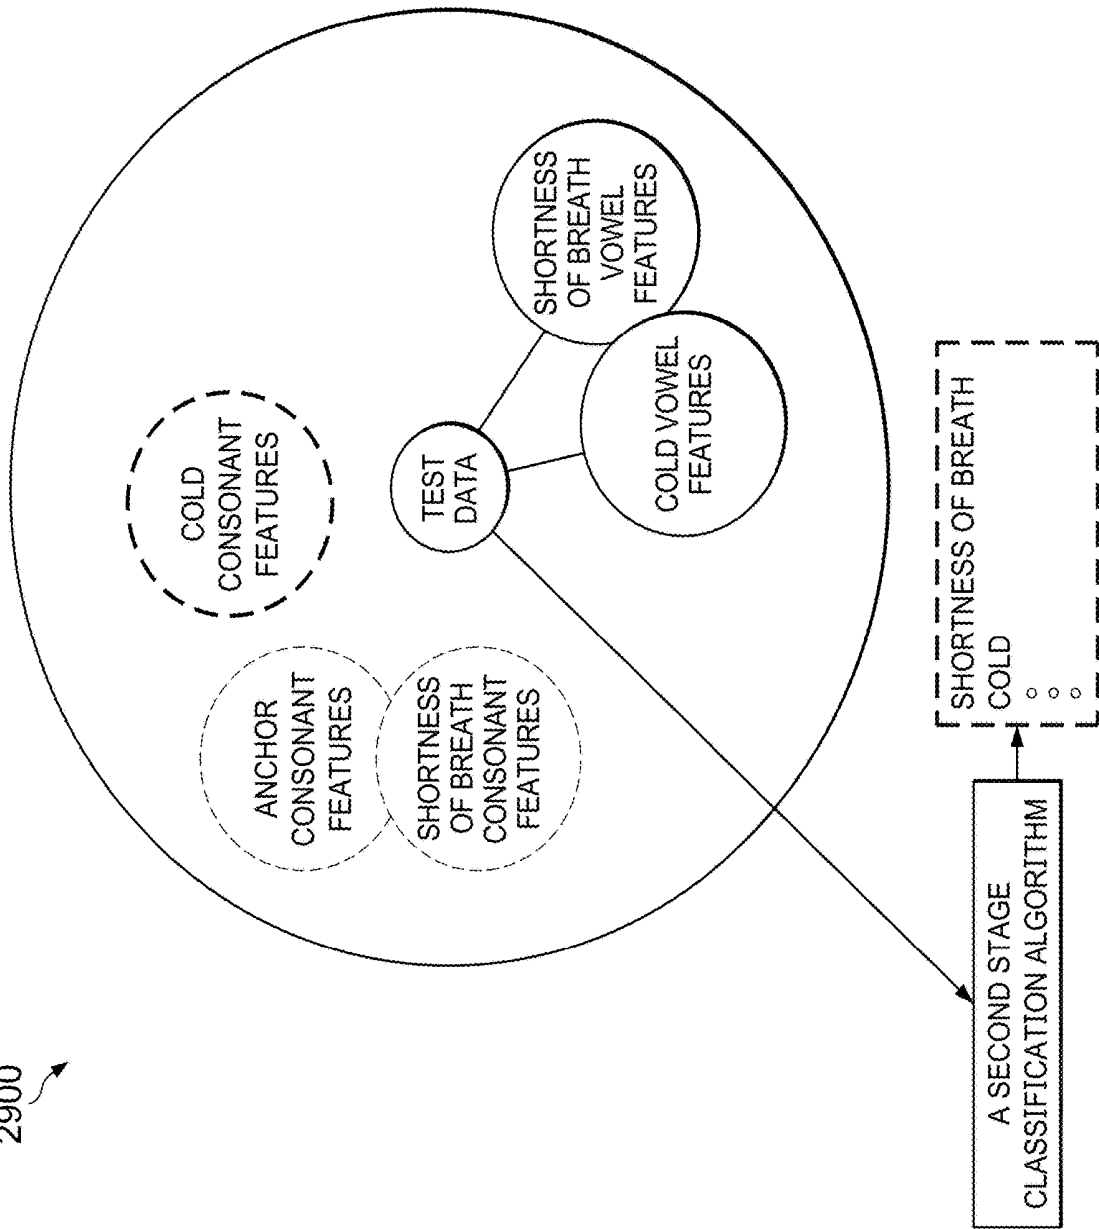 2900
ANCHOR
CONSONANT
FEATURES
SHORTNESS
OF BREATH
CONSONANT
FEATURES
COLD
CONSONANT
FEATURES
TEST
DATA
COLD VOWEL
FEATURES
SHORTNESS
OF BREATH
VOWEL
FEATURES
A SECOND STAGE
CLASSIFICATION ALGORITHM
SHORTNESS OF BREATH
COLD